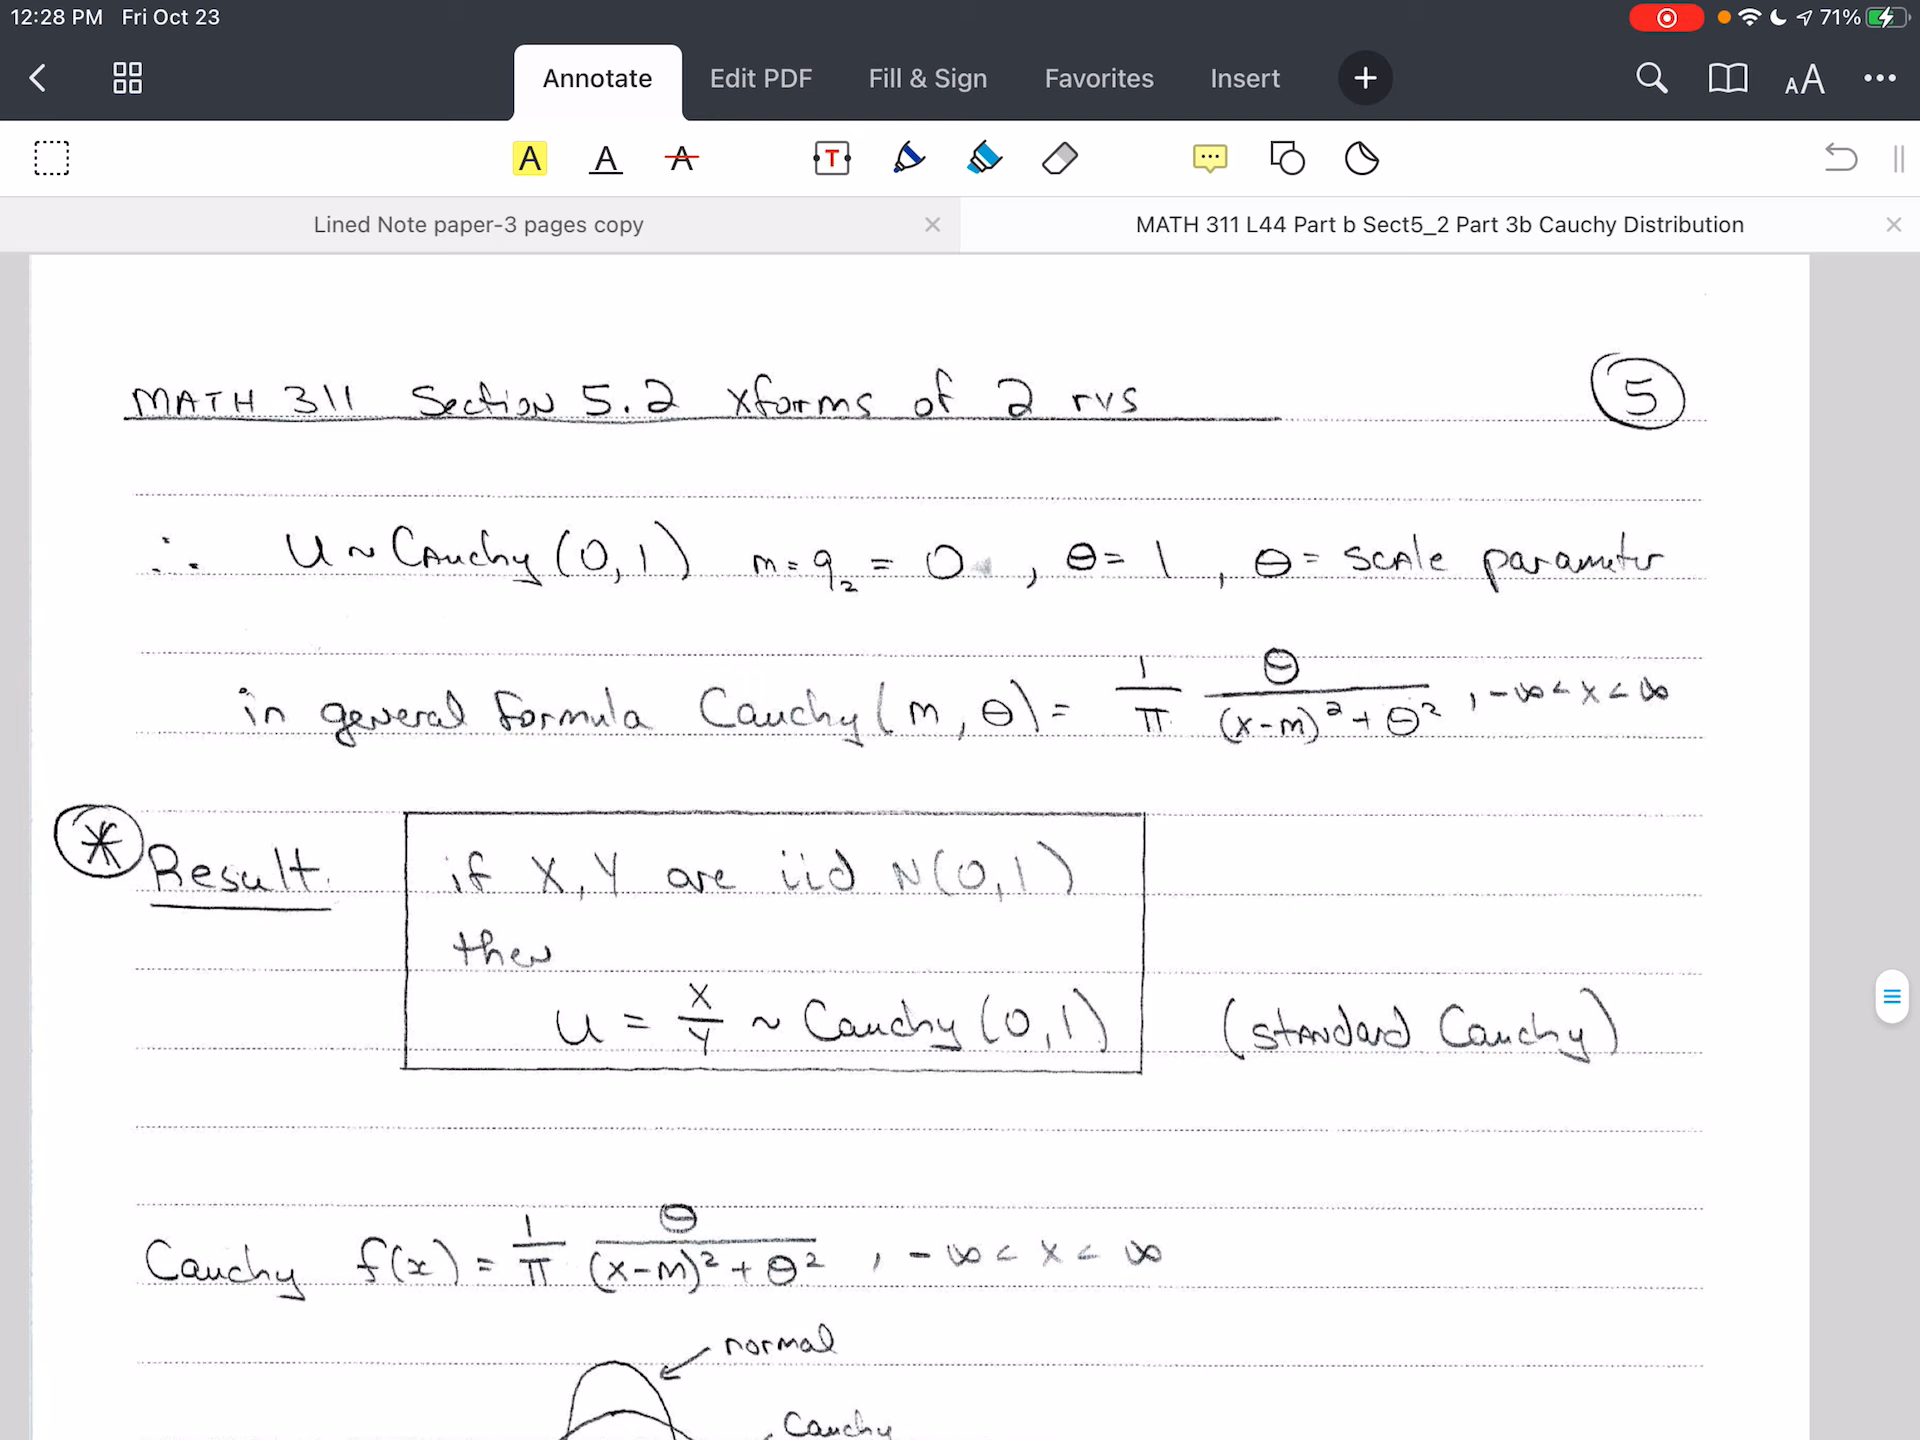 12:28 PM Fri Oct 23 71%
Annotate Edit PDF Fill & Sign Favorites Insert + AA
A A A T
Lined Note paper-3 pages copy × MATH 311 L44 Part b Sect5_2 Part 3b Cauchy Distribution ×
MATH 311 Section 5.2 xforms of 2 rvs 5
∴ U ~ Cauchy (0,1) m = q₂ = 0 , θ = 1 , θ = scale parameter
in general formula Cauchy (m, θ) = 1/π θ/((x-m)² + θ²) , -∞ < x < ∞
* Result. if X, Y are iid N(0,1)
then
U = X/Y ~ Cauchy (0,1) (standard Cauchy)
Cauchy f(x) = 1/π θ/((x-m)² + θ²) , -∞ < x < ∞
normal
Cauchy